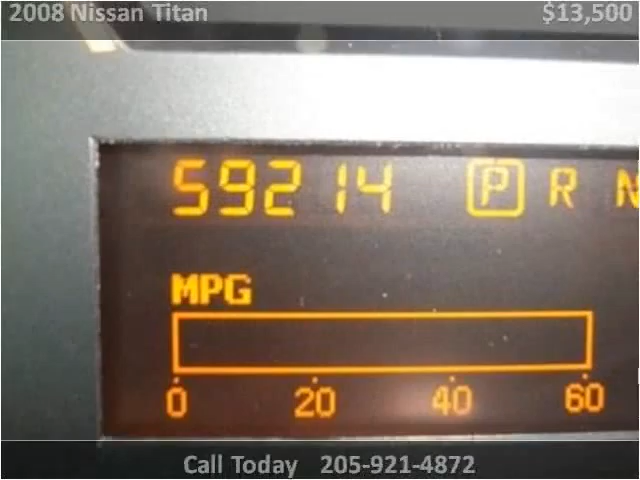 2008 Nissan Titan $13,500
59214 P R N
MPG
0 20 40 60
Call Today 205-921-4872